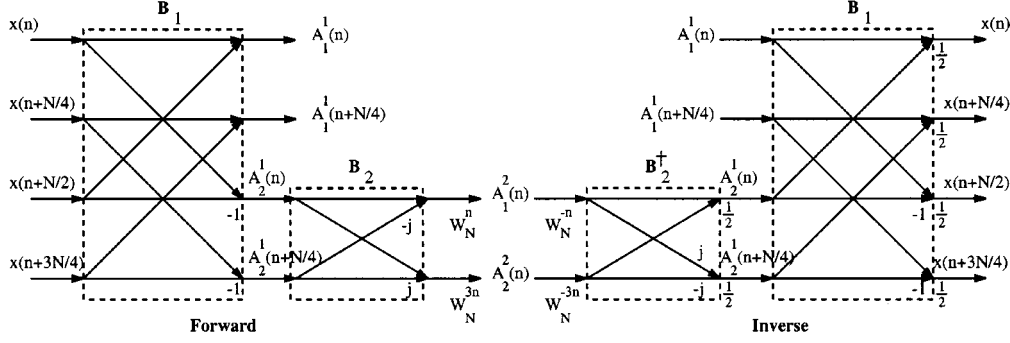 B 1
x(n)
A 1 1 (n)
x(n+N/4)
A 1 1 (n+N/4)
x(n+N/2)
A 1 2 (n)
B 2
-1
-j
W n N
A 2 1 (n)
x(n+3N/4)
A 1 2 (n+N/4)
-1
j
W 3n N
A 2 2 (n)
Forward
B 1
A 1 1 (n)
x(n)
1/2
A 1 1 (n+N/4)
x(n+N/4)
1/2
B † 2
A 1 2 (n)
x(n+N/2)
W -n N
1/2
-1
1/2
j
A 1 2 (n+N/4)
x(n+3N/4)
W -3n N
-j
1/2
-1
1/2
Inverse